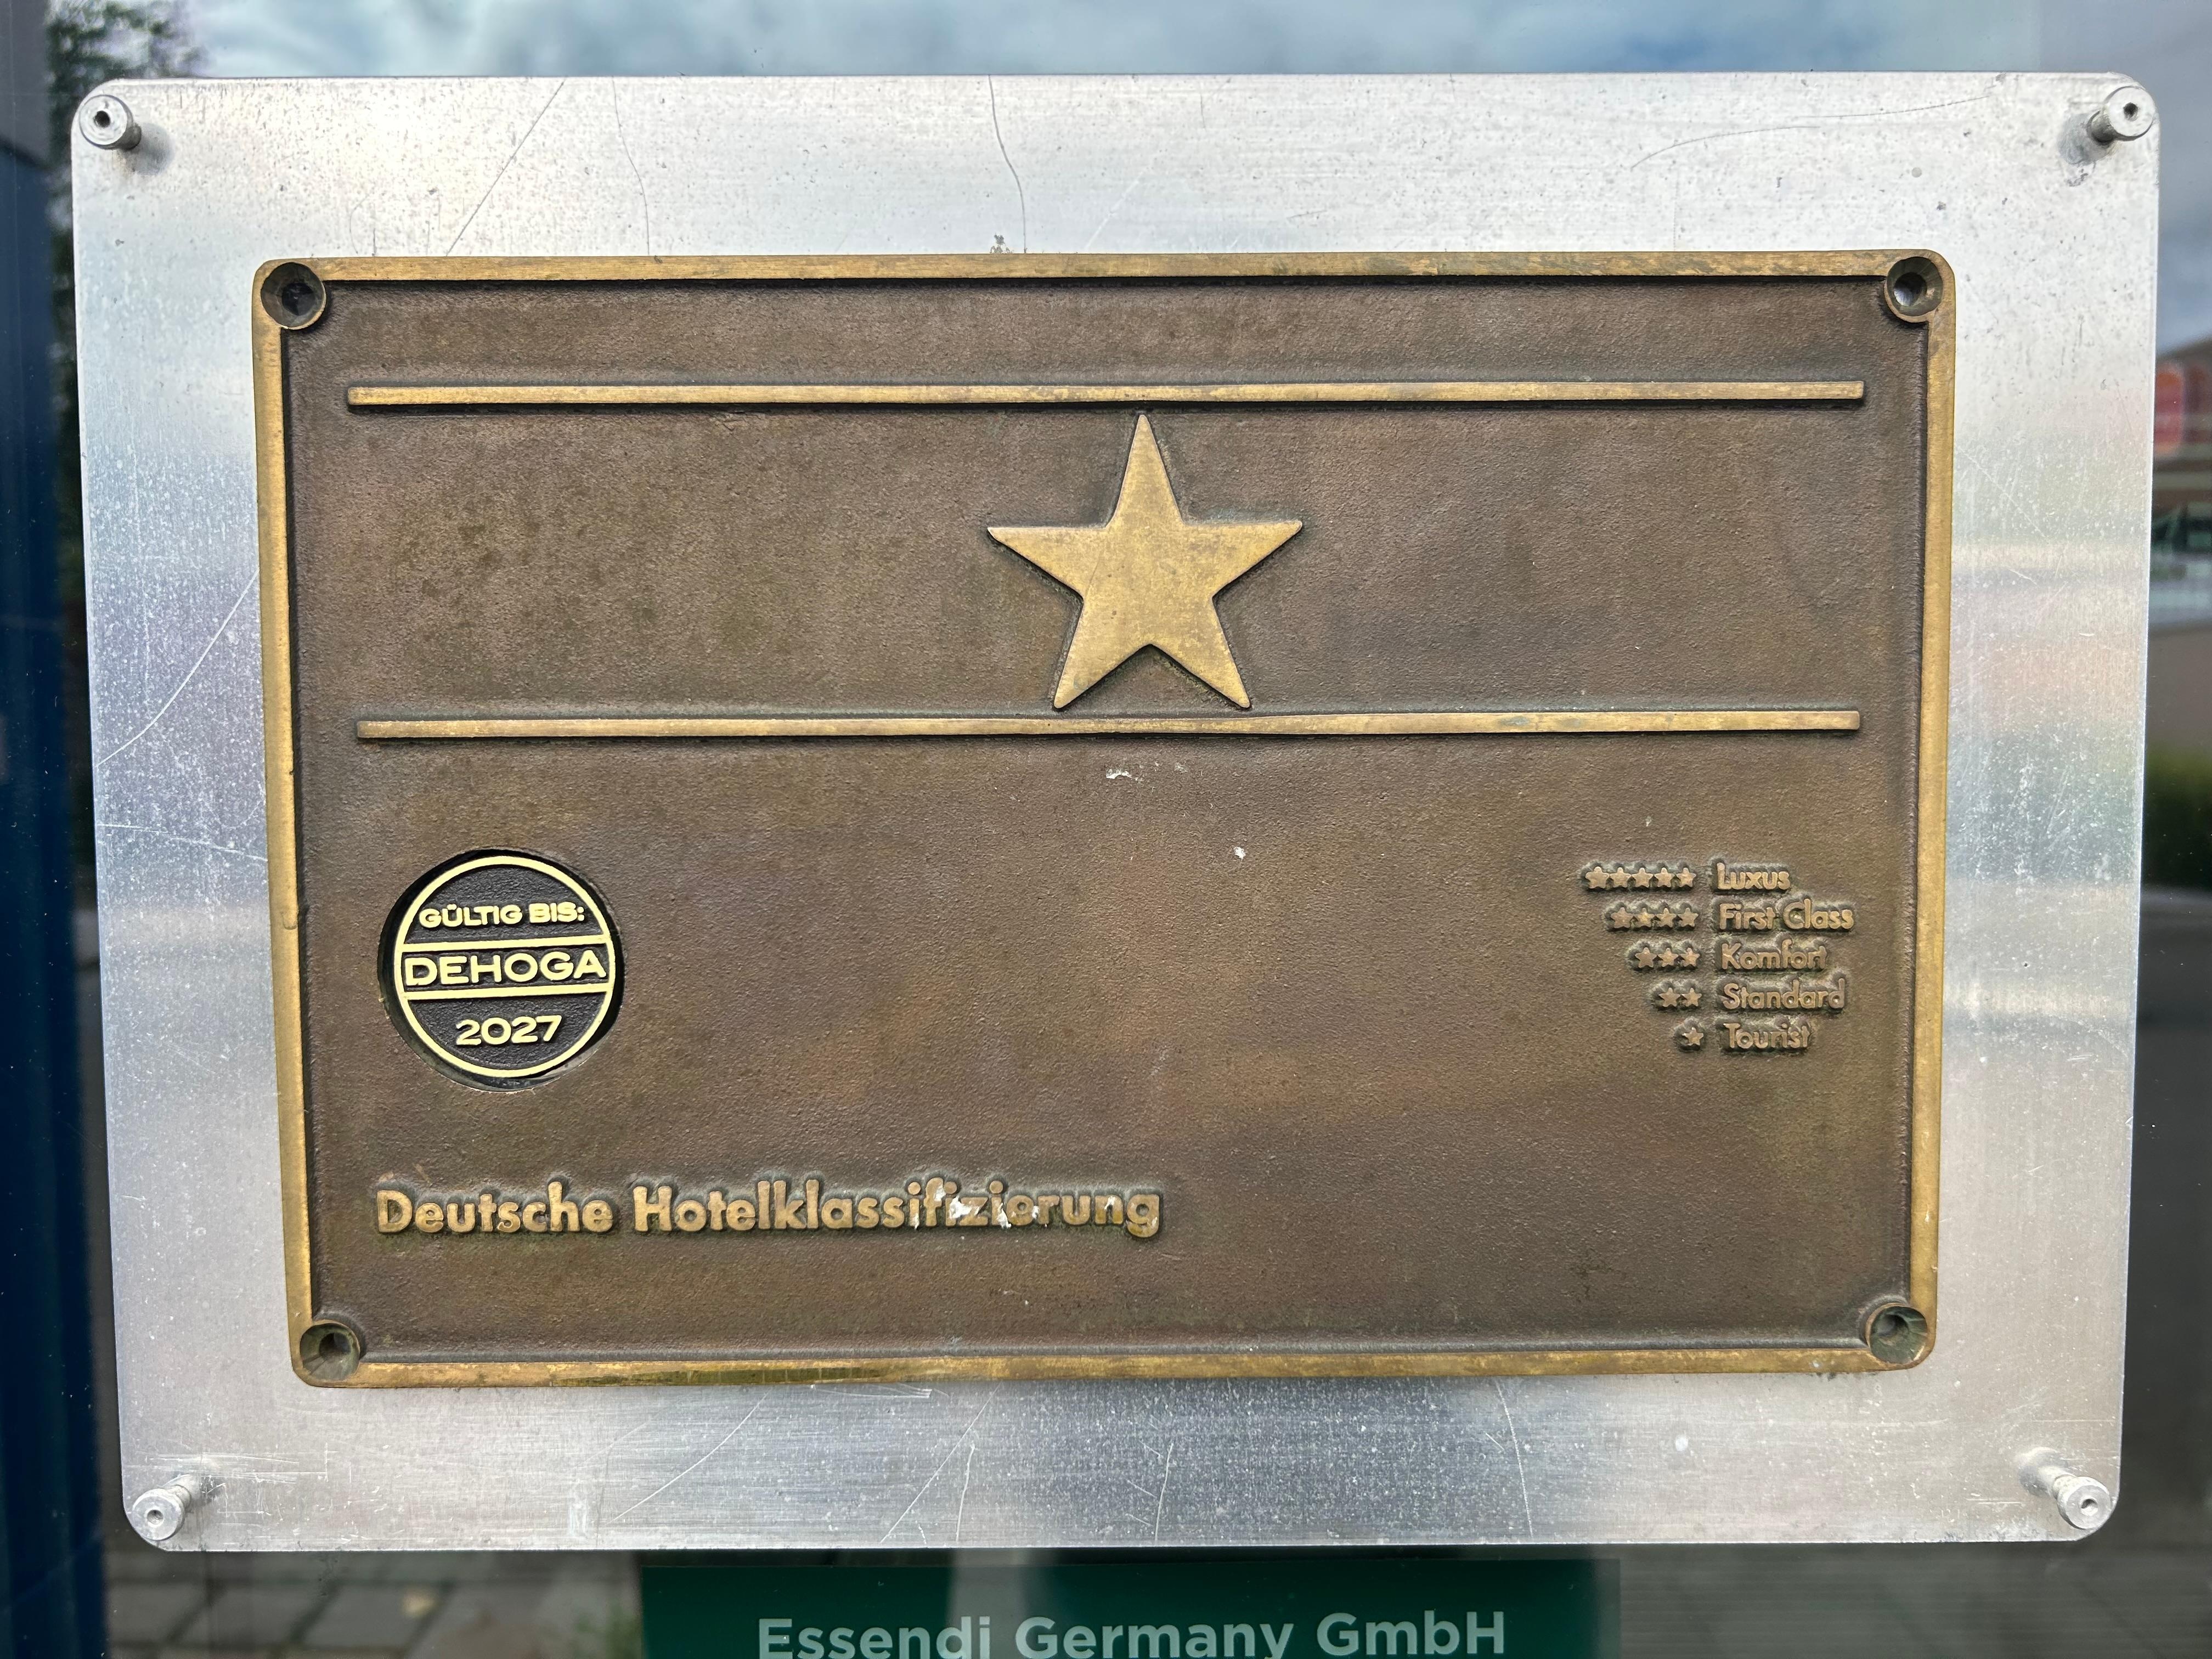 GÜLTIG BIS:
DEHOGA
2027
Luxus
First Class
Komfort
Standard
Tourist
Deutsche Hotelklassifizierung
Essendi Germany GmbH